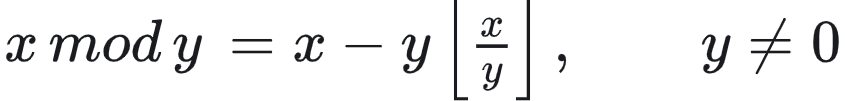 x mod y = x − y ⌊x/y⌋, y ≠ 0